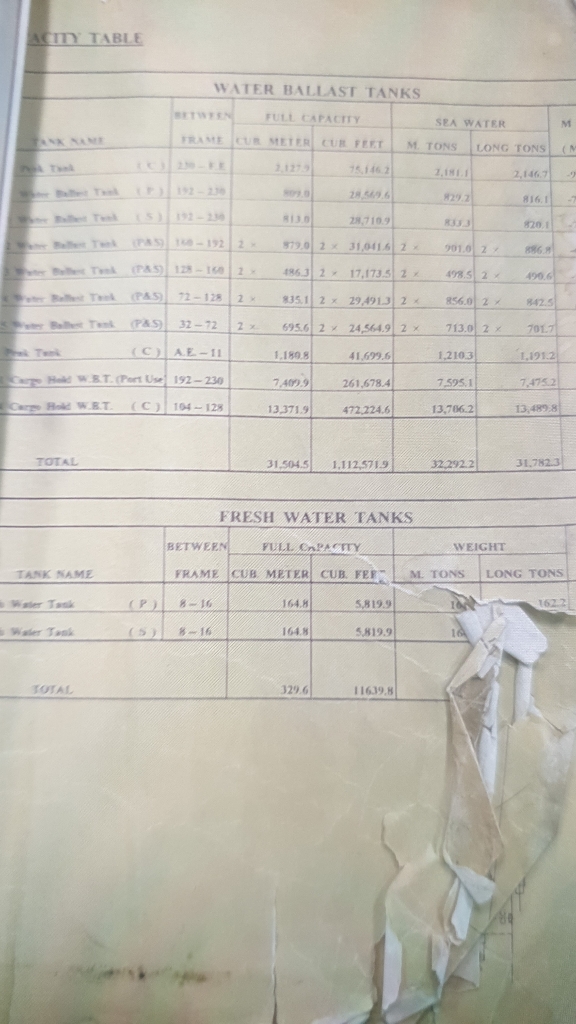 ACITY TABLE
WATER BALLAST TANKS
BETWEEN FULL CAPACITY SEA WATER M
TANK NAME FRAME CUB. METER CUB. FEET M. TONS LONG TONS
Peak Tank (C) 230 – F.E. 2,127.9 75,146.2 2,181.1 2,146.7
Water Ballast Tank (P) 192 – 230 809.0 28,569.6 829.2 816.1
Water Ballast Tank (S) 192 – 230 813.0 28,710.9 833.3 820.1
Water Ballast Tank (P&S) 160 – 192 2 × 879.0 2 × 31,041.6 2 × 901.0 2 × 886.8
Water Ballast Tank (P&S) 128 – 160 2 × 486.3 2 × 17,173.5 2 × 498.5 2 × 490.6
Water Ballast Tank (P&S) 72 – 128 2 × 835.1 2 × 29,491.3 2 × 856.0 2 × 842.5
Water Ballast Tank (P&S) 32 – 72 2 × 695.6 2 × 24,564.9 2 × 713.0 2 × 701.7
Peak Tank (C) A.E. – 11 1,180.8 41,699.6 1,210.3 1,191.2
Cargo Hold W.B.T. (Port Use) 192 – 230 7,409.9 261,678.4 7,595.1 7,475.2
Cargo Hold W.B.T. (C) 104 – 128 13,371.9 472,224.6 13,706.2 13,489.8
TOTAL 31,504.5 1,112,571.9 32,292.2 31,782.3
FRESH WATER TANKS
BETWEEN FULL CAPACITY WEIGHT
TANK NAME FRAME CUB. METER CUB. FEE M. TONS LONG TONS
Water Tank (P) 8 – 16 164.8 5,819.9 16 162.2
Water Tank (S) 8 – 16 164.8 5,819.9 16
TOTAL 329.6 11639.8